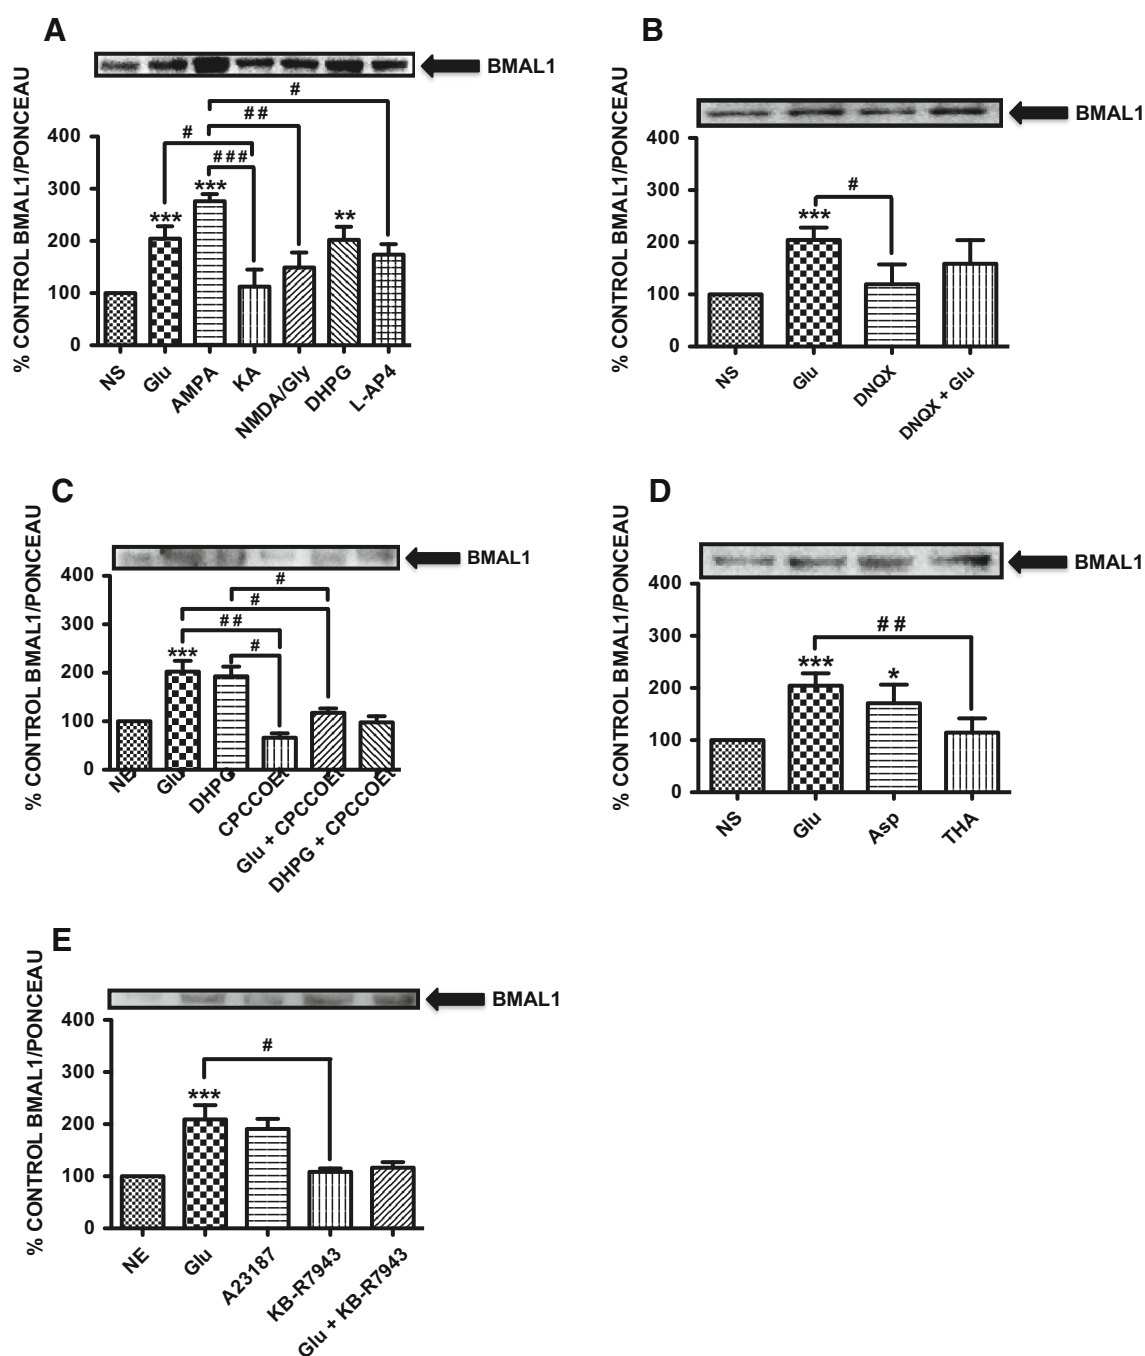 A
BMAL1
% CONTROL BMAL1/PONCEAU
400
300
200
100
0
#
##
#
###
***
***
**
NS
Glu
AMPA
KA
NMDA/Gly
DHPG
L-AP4
B
BMAL1
% CONTROL BMAL1/PONCEAU
400
300
200
100
0
#
***
NS
Glu
DNQX
DNQX + Glu
C
BMAL1
% CONTROL BMAL1/PONCEAU
400
300
200
100
0
#
#
##
#
***
NE
Glu
DHPG
CPCCOEt
Glu + CPCCOEt
DHPG + CPCCOEt
D
BMAL1
% CONTROL BMAL1/PONCEAU
400
300
200
100
0
##
***
*
NS
Glu
Asp
THA
E
BMAL1
% CONTROL BMAL1/PONCEAU
400
300
200
100
0
#
***
NE
Glu
A23187
KB-R7943
Glu + KB-R7943